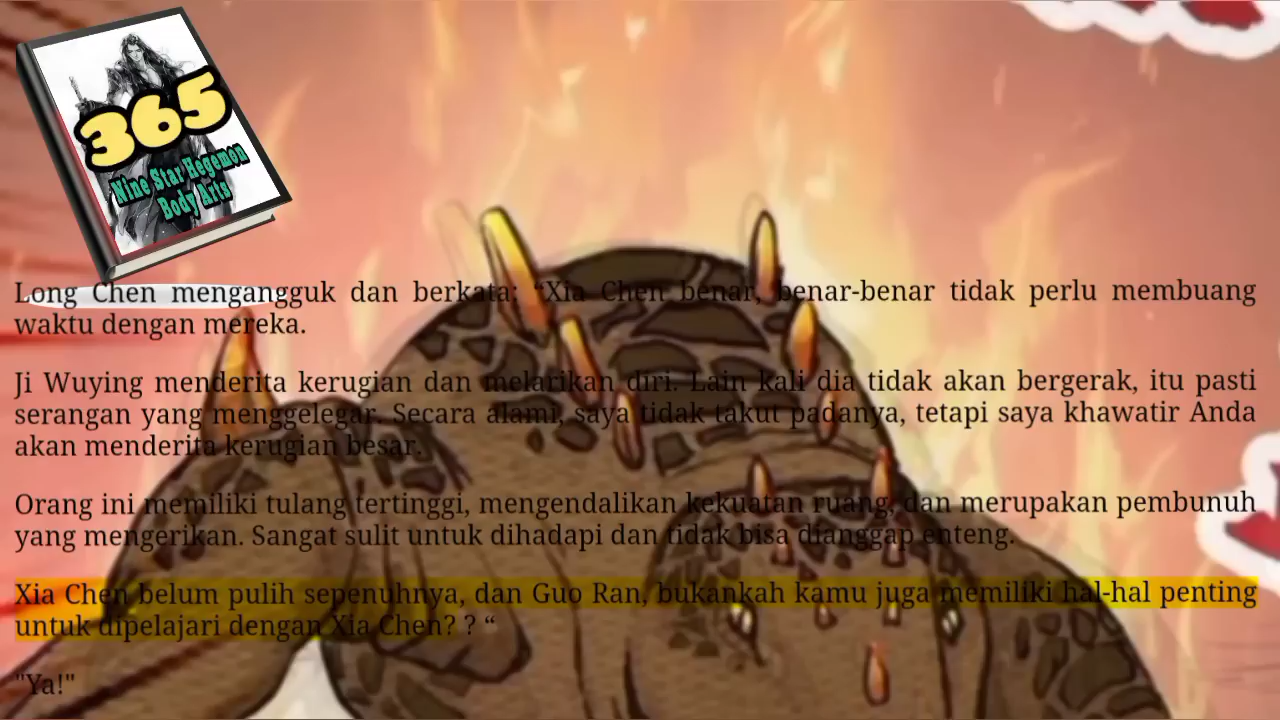 365
Nine Star Hegemon
Body Arts
Long Chen mengangguk dan berkata: “Xia Chen benar, benar-benar tidak perlu membuang
waktu dengan mereka.
Ji Wuying menderita kerugian dan melarikan diri. Lain kali dia tidak akan bergerak, itu pasti
serangan yang menggelegar. Secara alami, saya tidak takut padanya, tetapi saya khawatir Anda
akan menderita kerugian besar.
Orang ini memiliki tulang tertinggi, mengendalikan kekuatan ruang, dan merupakan pembunuh
yang mengerikan. Sangat sulit untuk dihadapi dan tidak bisa dianggap enteng.
Xia Chen belum pulih sepenuhnya, dan Guo Ran, bukankah kamu juga memiliki hal-hal penting
untuk dipelajari dengan Xia Chen? ? “
"Ya!"